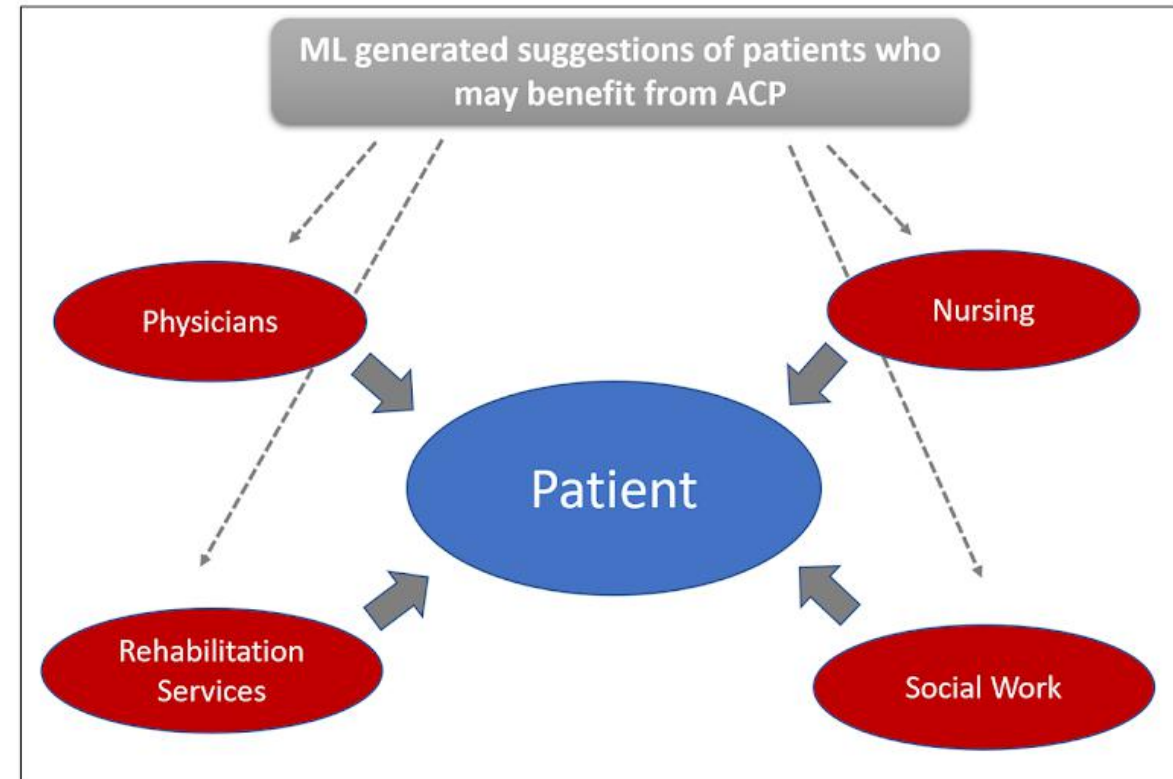 ML generated suggestions of patients who
may benefit from ACP
Physicians
Nursing
Patient
Rehabilitation
Services
Social Work